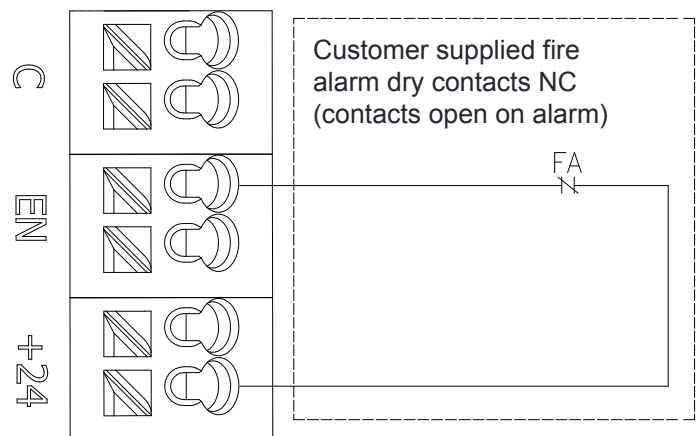 Customer supplied fire
alarm dry contacts NC
(contacts open on alarm)
FA
C
EN
+24